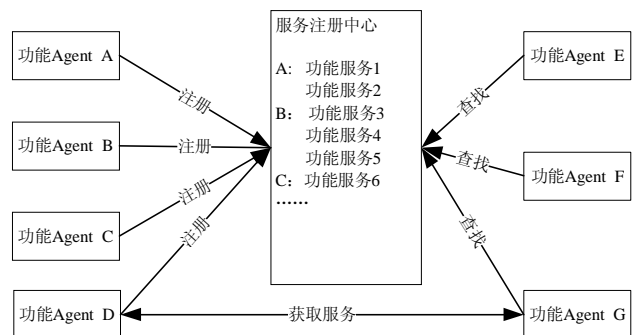 服务注册中心
A: 功能服务1
功能服务2
B： 功能服务3
功能服务4
功能服务5
C：功能服务6
……
功能Agent A
功能Agent B
功能Agent C
功能Agent D
注册
注册
注册
注册
功能Agent E
功能Agent F
功能Agent G
查找
查找
查找
获取服务